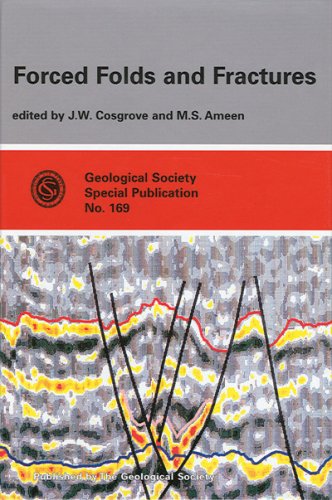 Forced Folds and Fractures
edited by J.W. Cosgrove and M.S. Ameen
Geological Society
Special Publication
No. 169
Published by The Geological Society